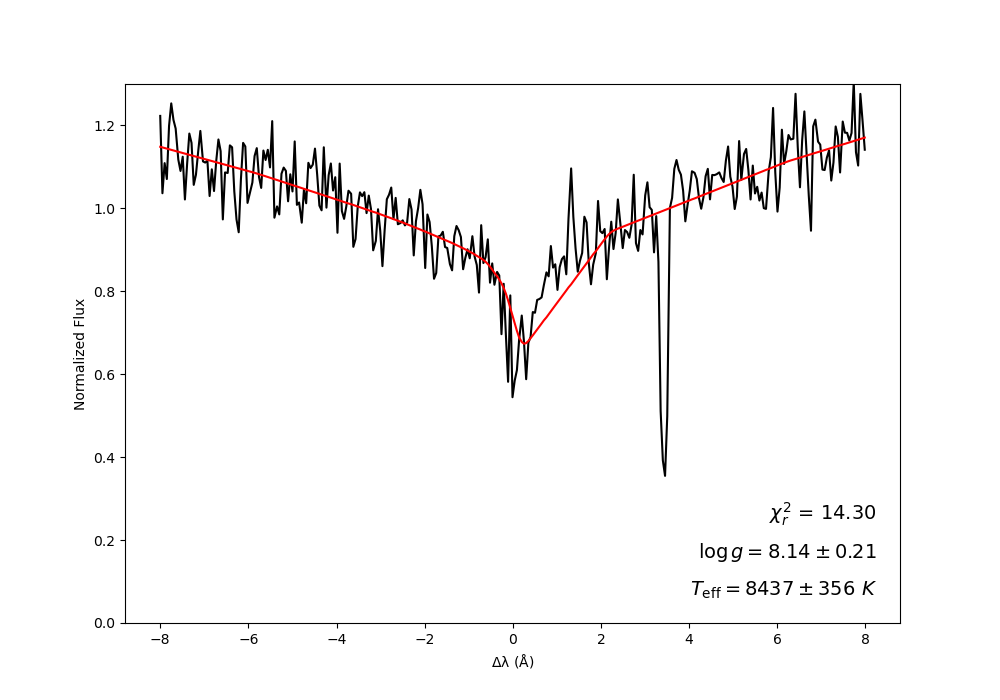 1.2
1.0
0.8
0.6
0.4
0.2
0.0
Normalized Flux
χ²ᵣ = 14.30
log g = 8.14 ± 0.21
T_eff = 8437 ± 356 K
−8 −6 −4 −2 0 2 4 6 8
Δλ (Å)